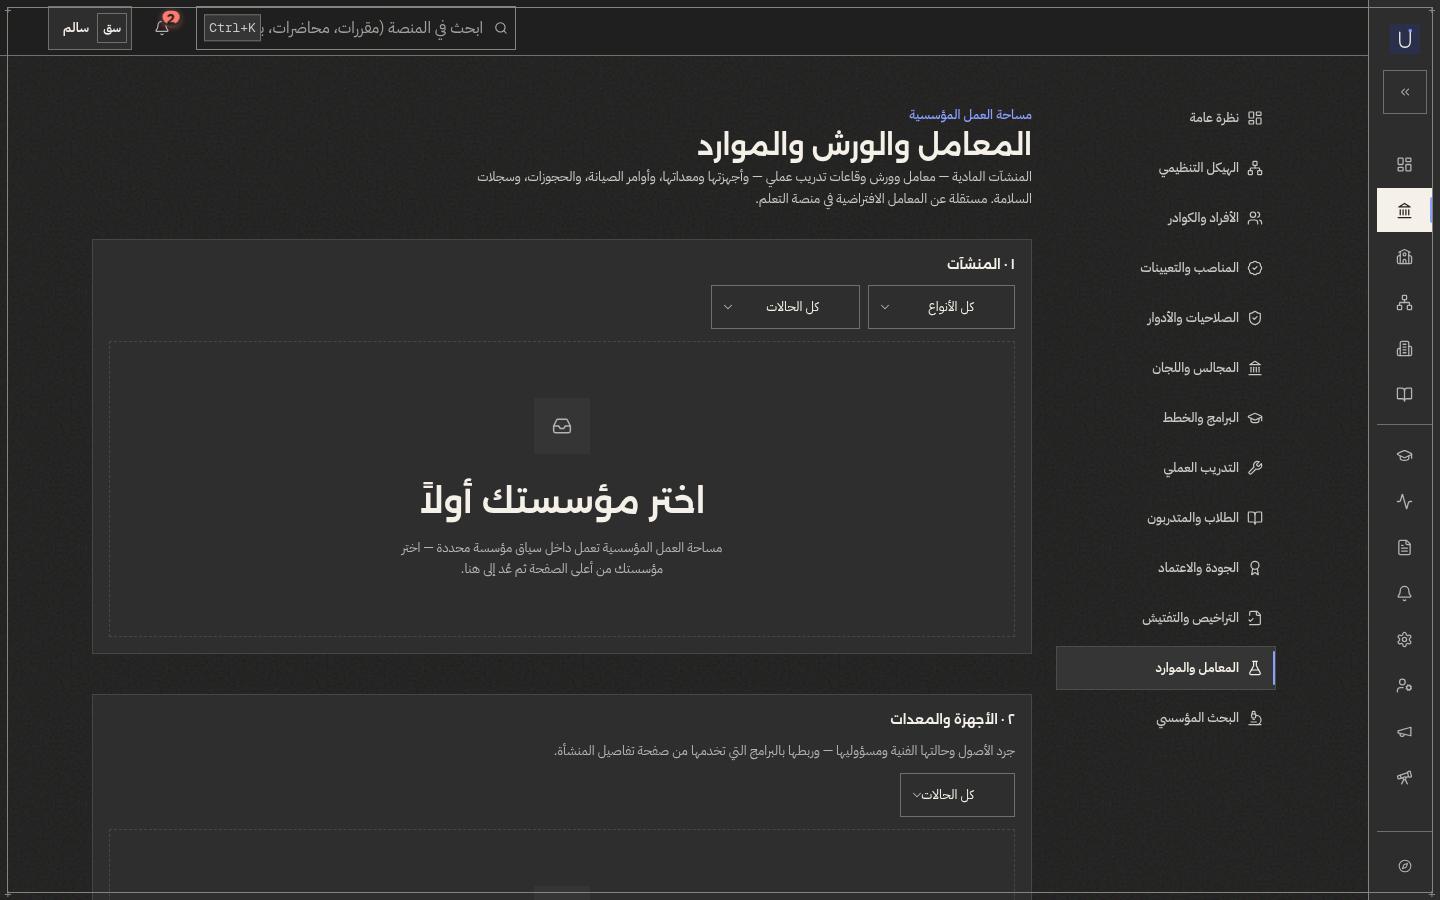 ابحث في المنصة (مقررات، محاضرات، ب
Ctrl+K
2
سق
سالم
نظرة عامة
الهيكل التنظيمي
الأفراد والكوادر
المناصب والتعيينات
الصلاحيات والأدوار
المجالس واللجان
البرامج والخطط
التدريب العملي
الطلاب والمتدربون
الجودة والاعتماد
التراخيص والتفتيش
المعامل والموارد
البحث المؤسسي
مساحة العمل المؤسسية
المعامل والورش والموارد
المنشآت المادية — معامل وورش وقاعات تدريب عملي — وأجهزتها ومعداتها، وأوامر الصيانة، والحجوزات، وسجلات
السلامة. مستقلة عن المعامل الافتراضية في منصة التعلم.
٠١ المنشآت
كل الأنواع
كل الحالات
اختر مؤسستك أولاً
مساحة العمل المؤسسية تعمل داخل سياق مؤسسة محددة — اختر
مؤسستك من أعلى الصفحة ثم عُد إلى هنا.
٠٢ الأجهزة والمعدات
جرد الأصول وحالتها الفنية ومسؤوليها — وربطها بالبرامج التي تخدمها من صفحة تفاصيل المنشأة.
كل الحالات